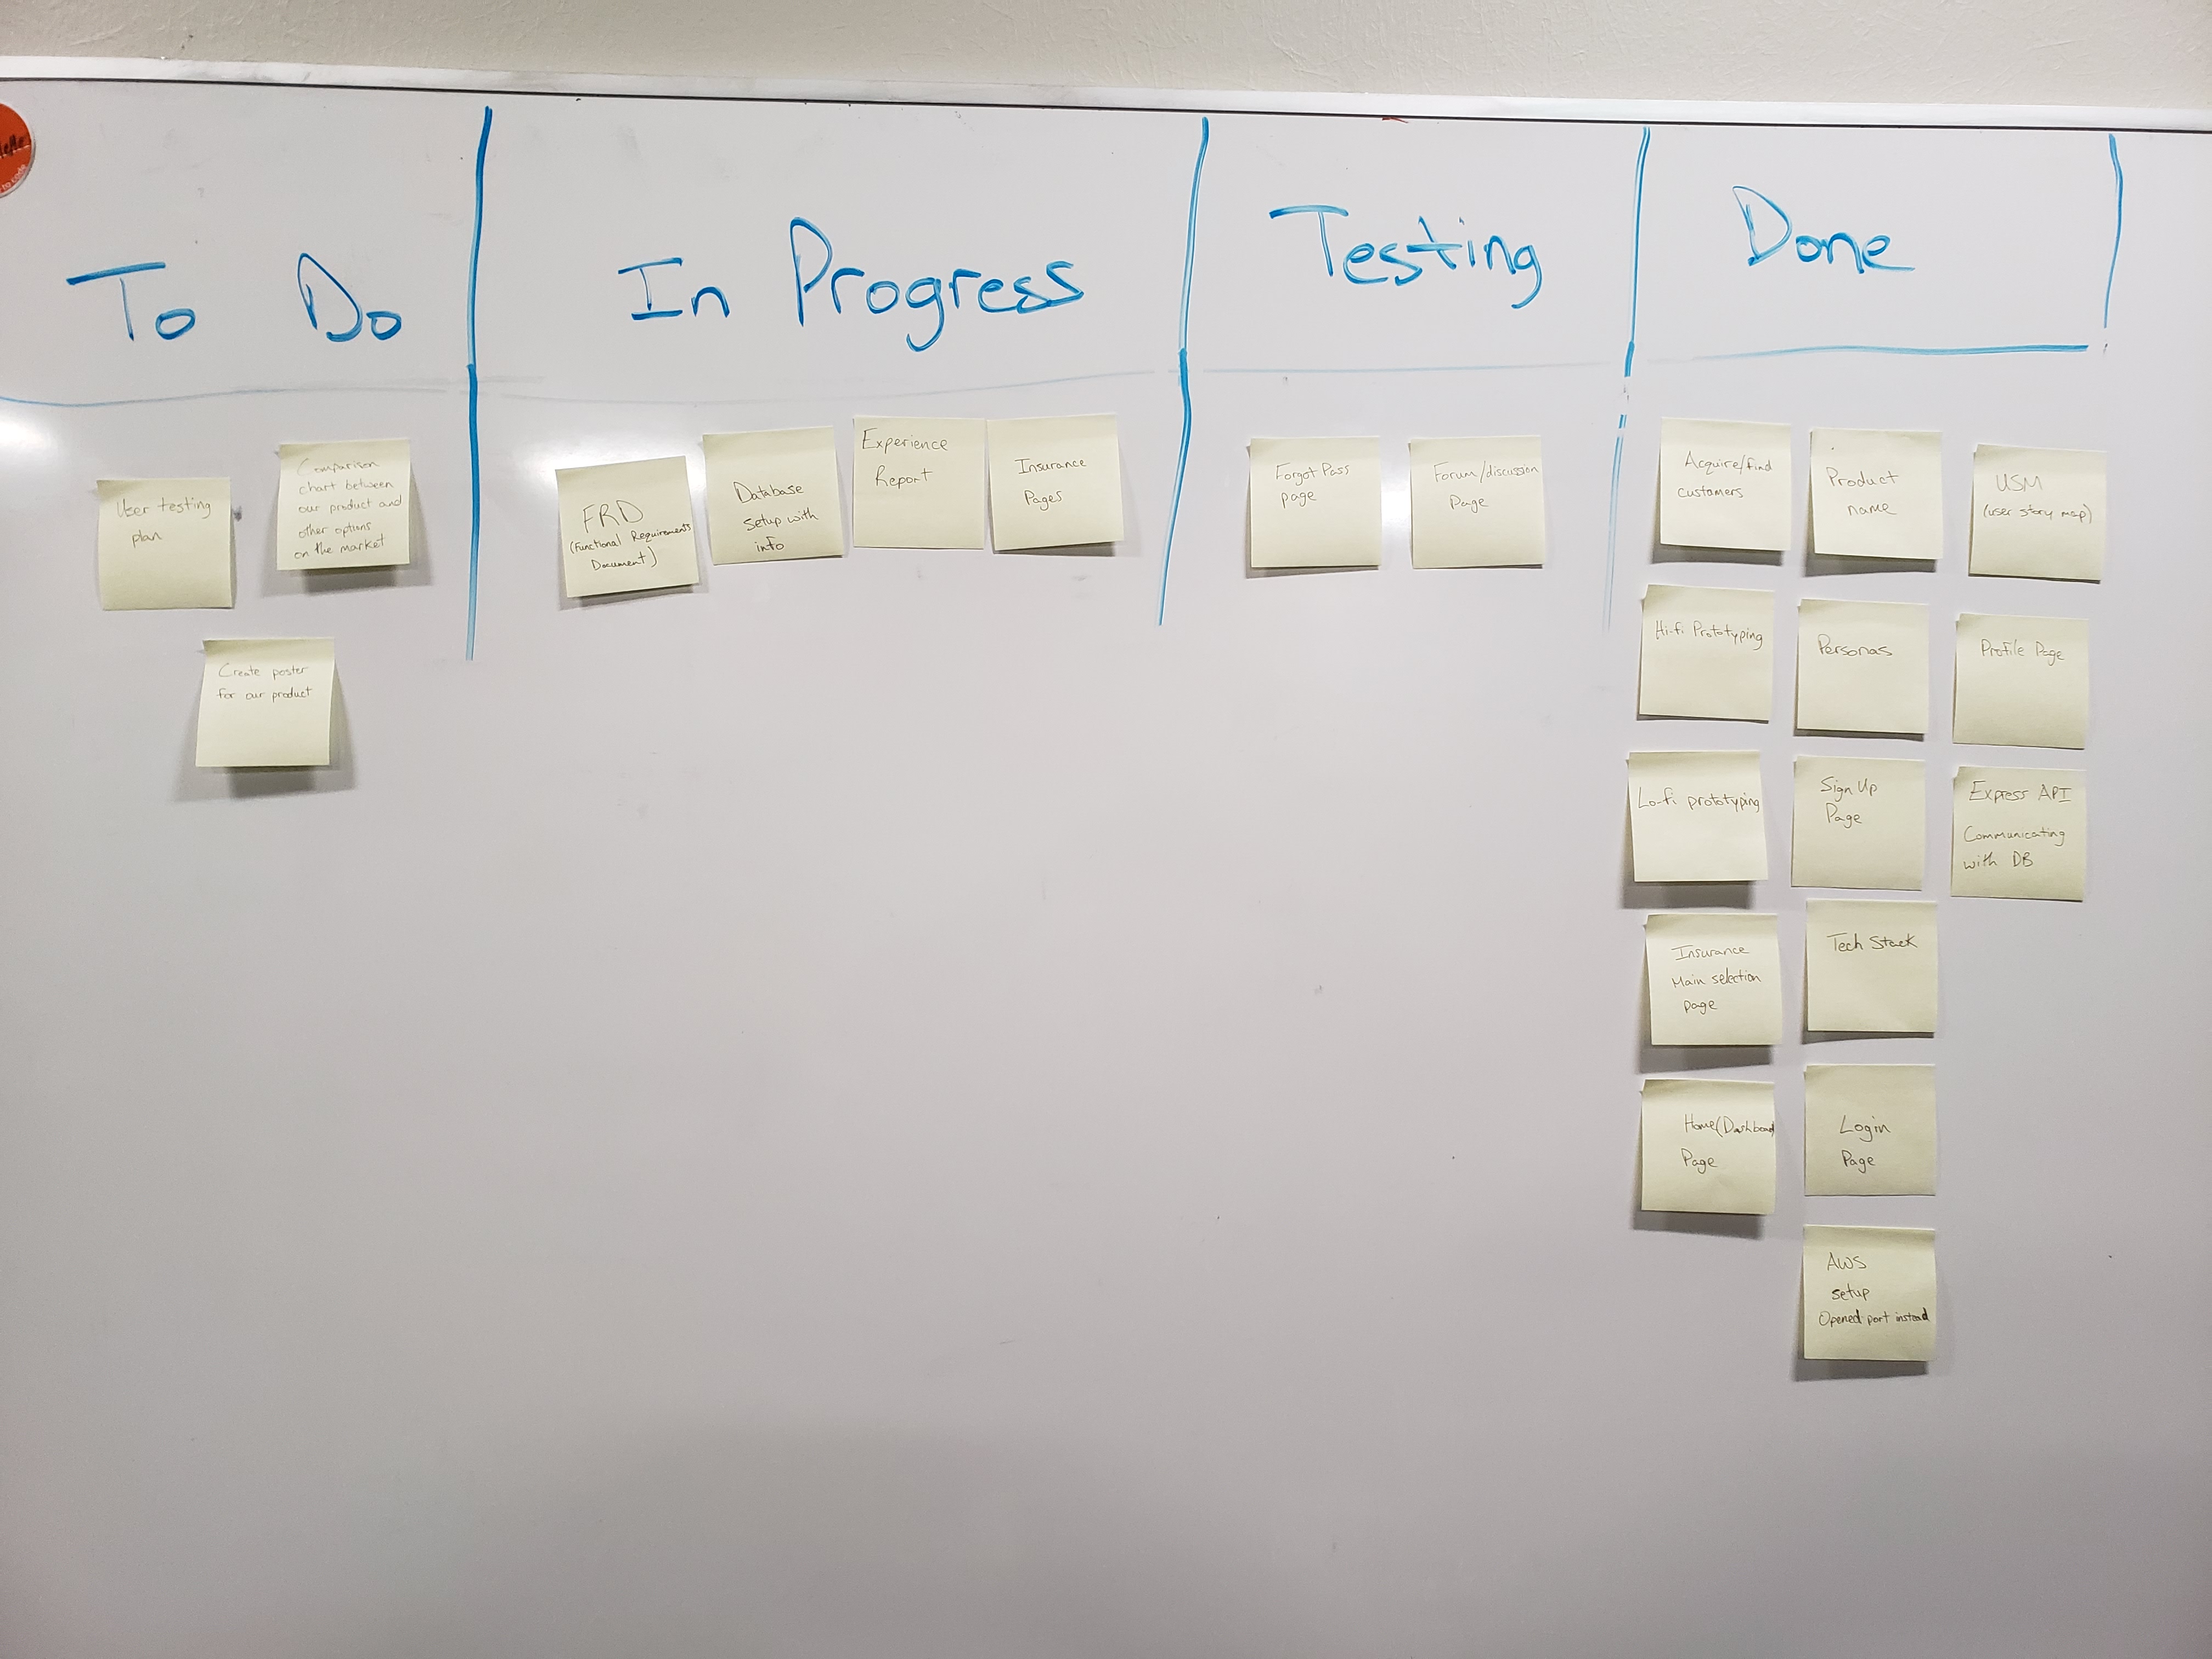 To Do
In Progress
Testing
Done
User testing
plan
Comparison
chart between
our product and
other options
on the market
Create poster
for our product
FRD
(Functional Requirements
Document)
Database
setup with
info
Experience
Report
Insurance
Pages
Forgot Pass
page
Forum/discussion
Page
Acquire/find
customers
Product
name
USM
(user story map)
Hi-fi Prototyping
Personas
Profile Page
Lo-fi prototyping
Sign Up
Page
Express API
Communicating
with DB
Insurance
Main selection
page
Tech Stack
Home(Dashboard
Page
Login
Page
AWS
setup
Opened port instead
to code